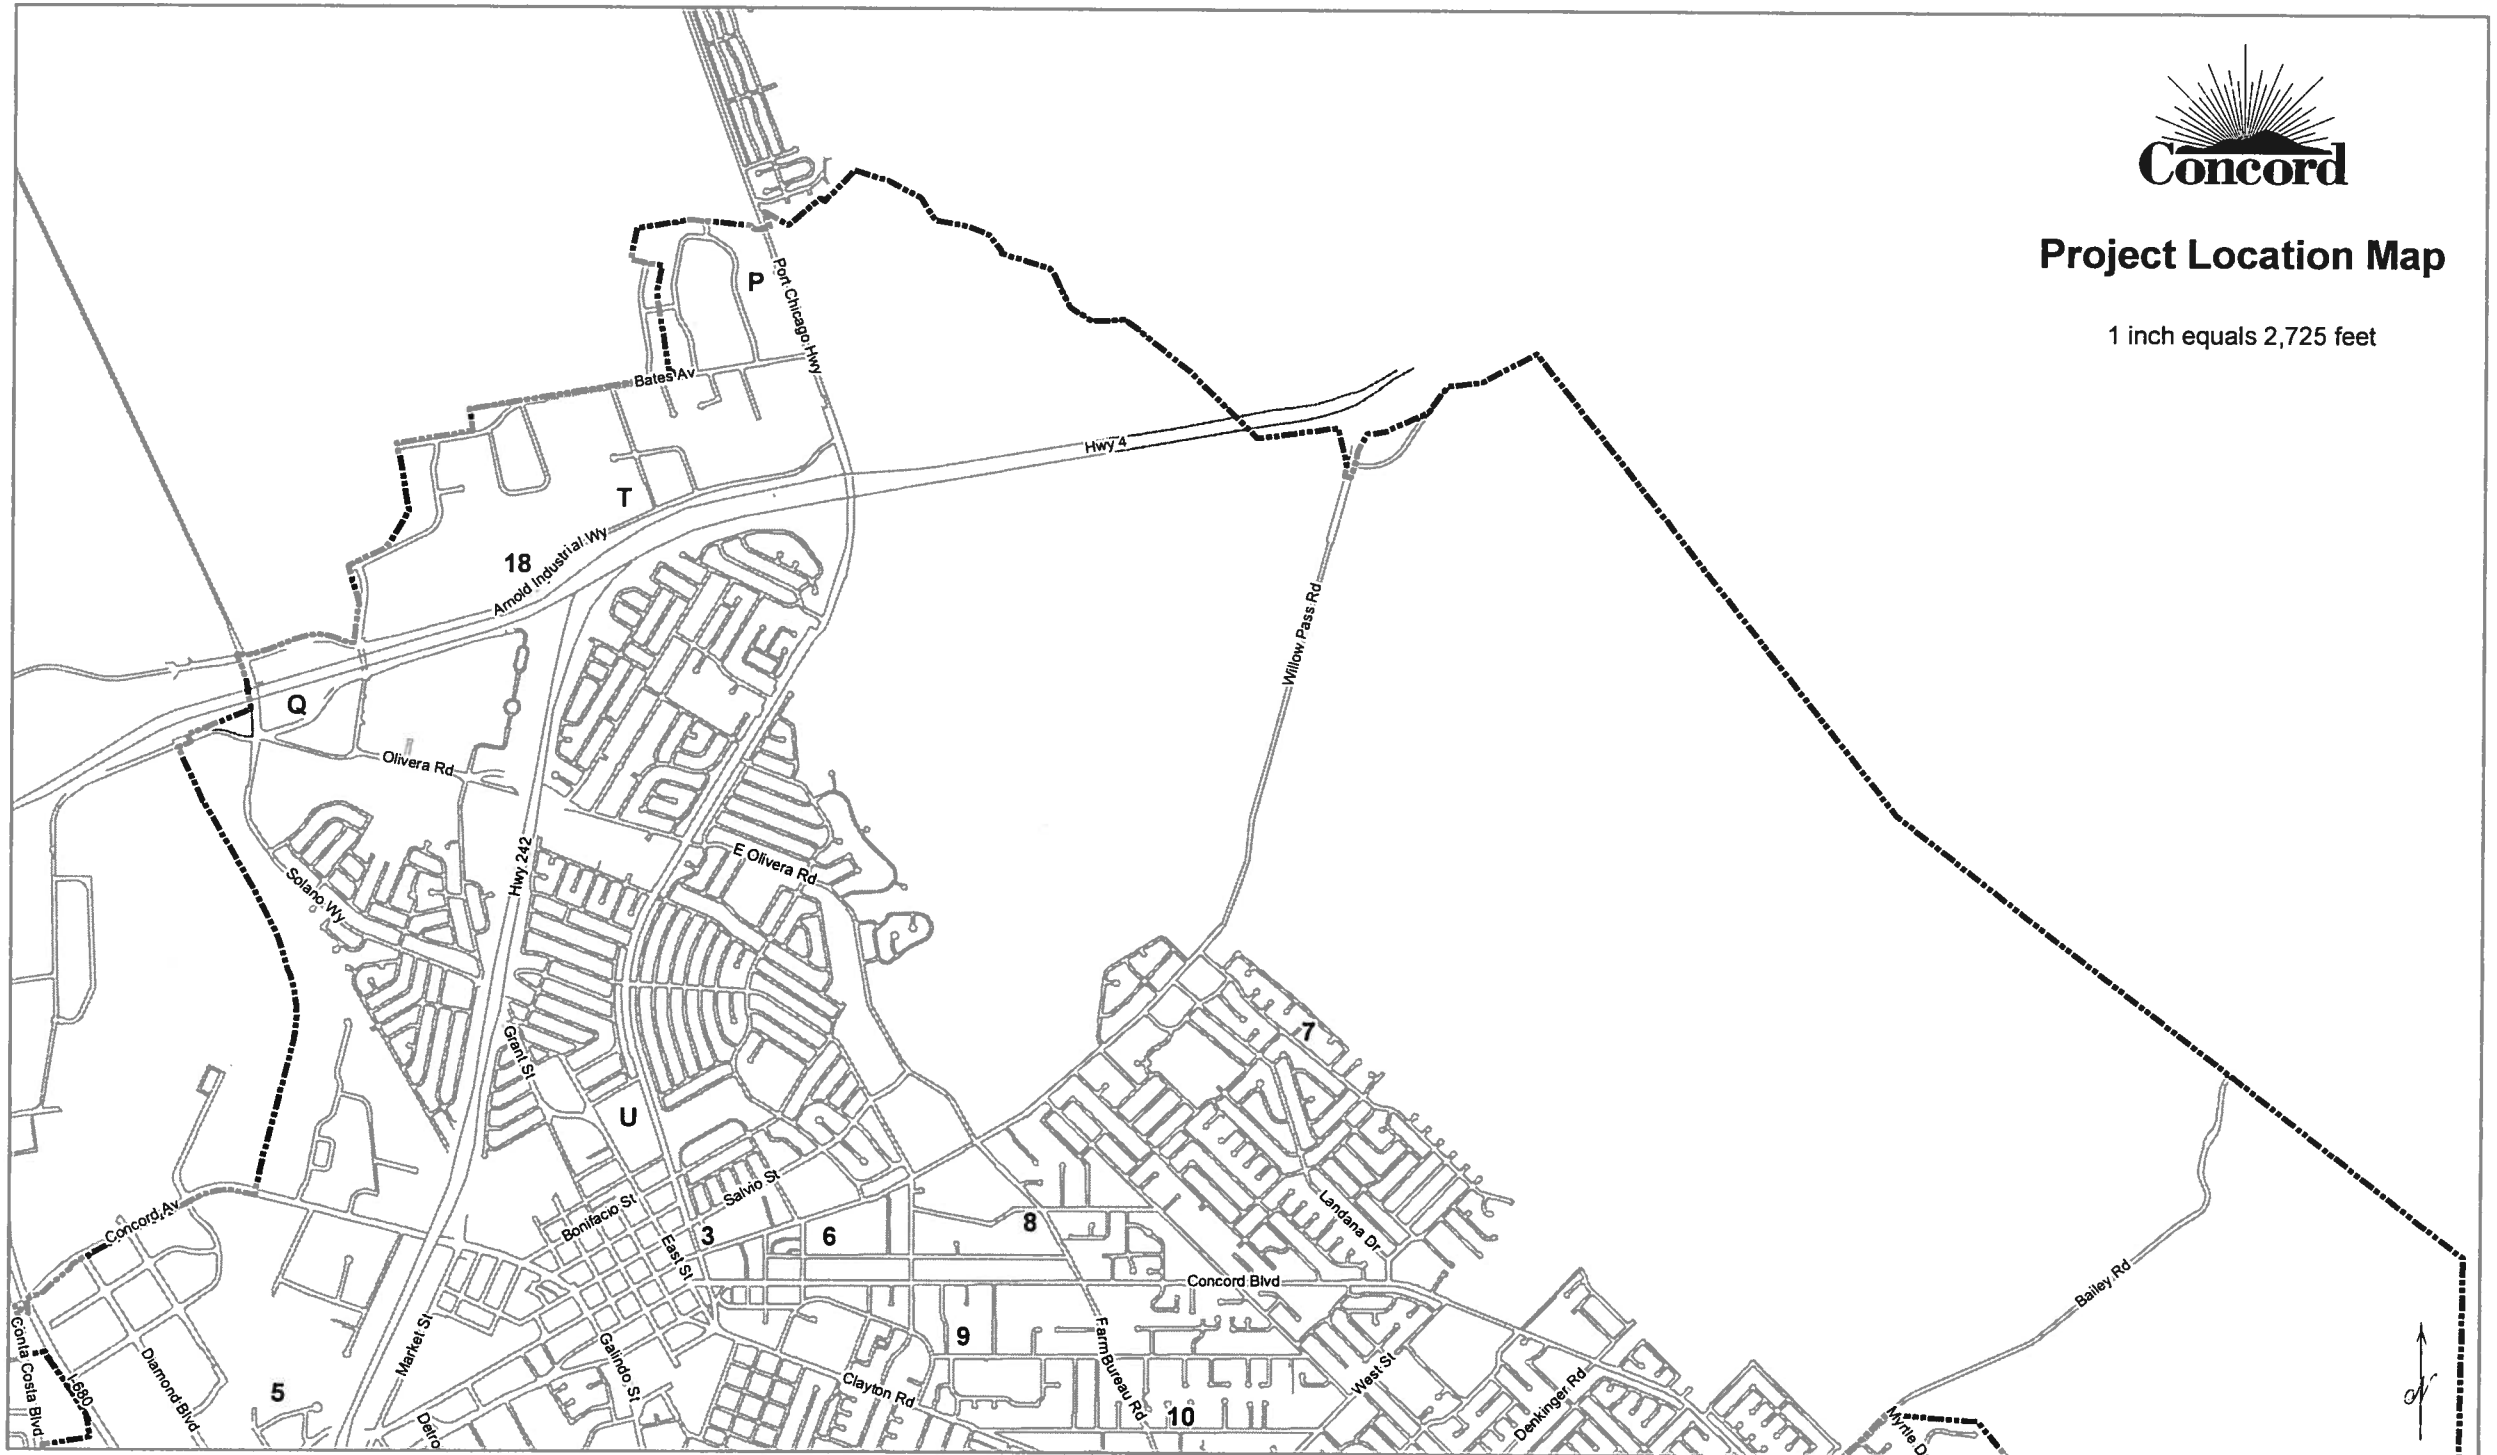 Concord
Project Location Map
1 inch equals 2,725 feet
P
Port Chicago Hwy
Bates Av
Hwy 4
T
18
Arnold Industrial Wy
Willow Pass Rd
Q
Olivera Rd
Hwy 242
E Olivera Rd
Solano Wy
7
Grant St
U
Salvio St
Bonifacio St
Concord Av
East St
3
6
8
Landana Dr
Concord Blvd
Bailey Rd
Conta Costa Blvd
I-680
Diamond Blvd
5
Market St
Galindo St
Detro
Clayton Rd
9
Farm Bureau Rd
10
West St
Denkinger Rd
Myrtle D
N